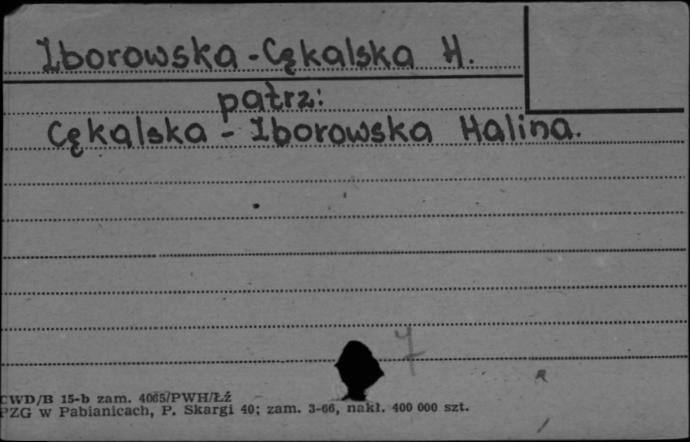 Zborowska-Cękalska H.
patrz:
Cękalska - Zborowska Halina.
7
CWD/B 15-b zam. 4065/PWH/Łź
PZG w Pabianicach, P. Skargi 40; zam. 3-66, nakł. 400 000 szt.